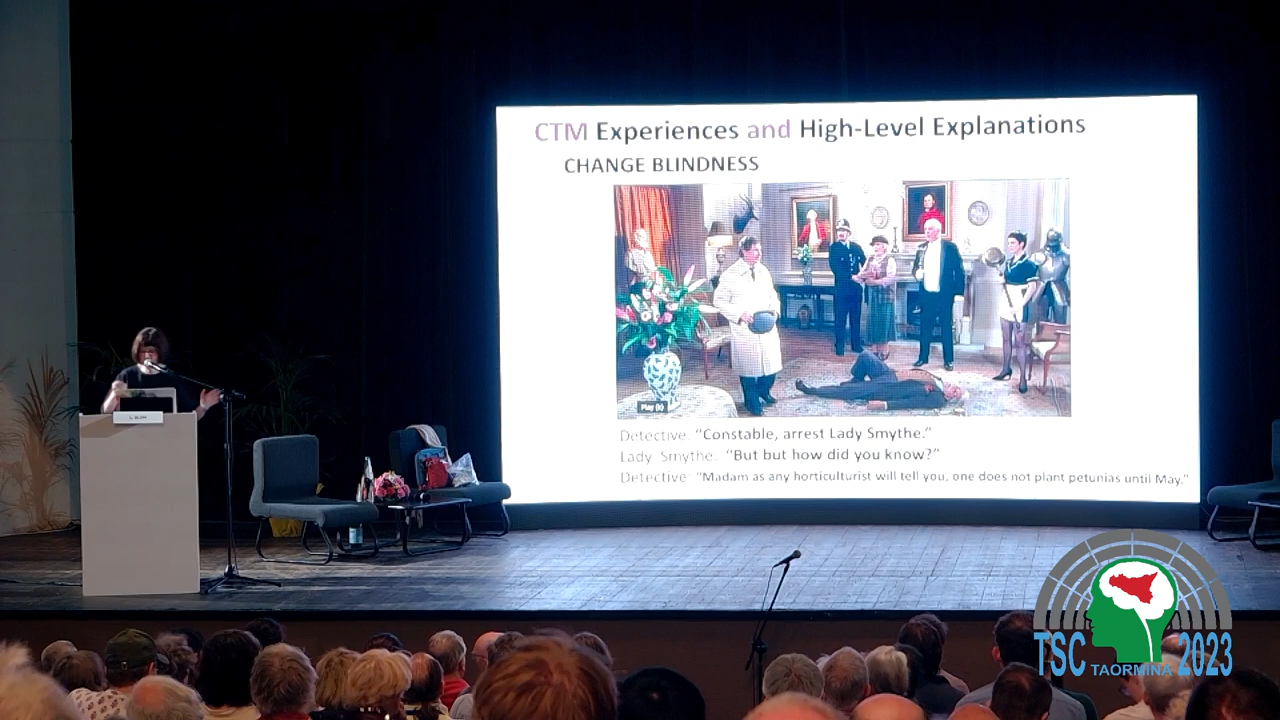 CTM Experiences and High-Level Explanations
CHANGE BLINDNESS
Play (k)
Detective: "Constable, arrest Lady Smythe."
Lady Smythe: "But but how did you know?"
Detective: "Madam as any horticulturist will tell you, one does not plant petunias until May."
L. BLUM
TSC TAORMINA 2023